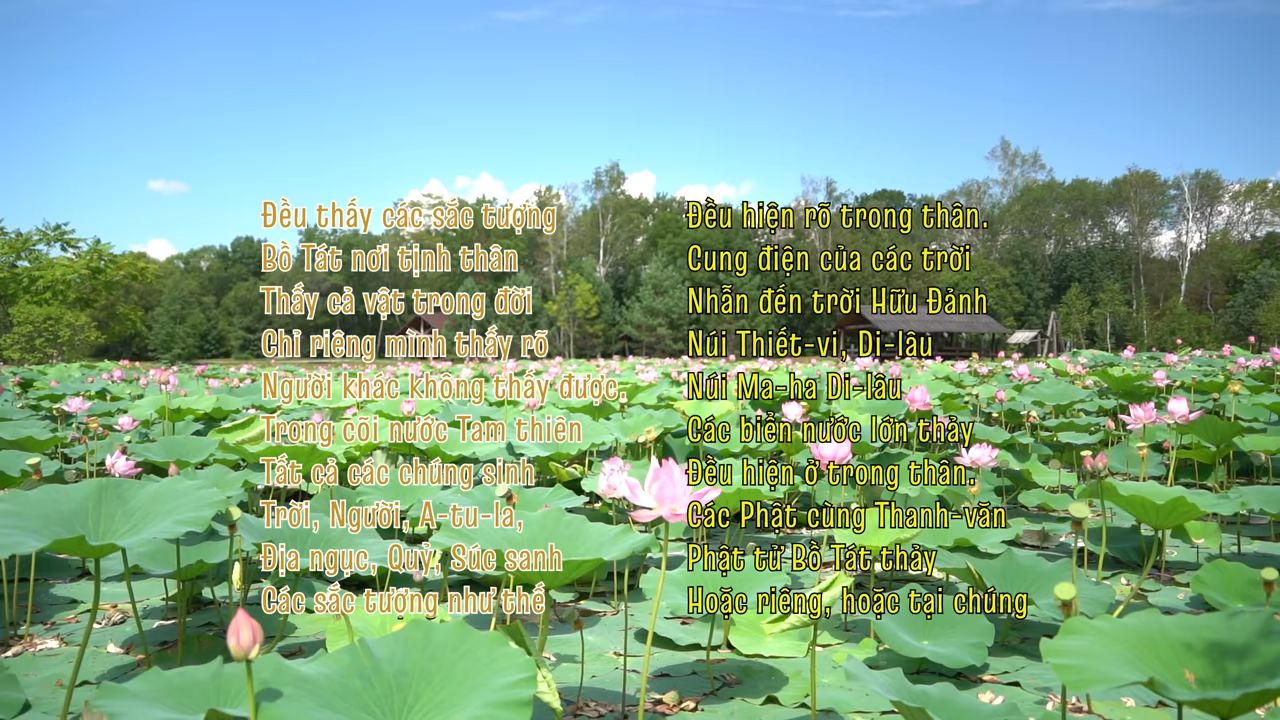 Đều thấy các sắc tượng
Bồ Tát nơi tịnh thân
Thấy cả vật trong đời
Chỉ riêng mình thấy rõ
Người khác không thấy được.
Trong cõi nước Tam thiên
Tất cả các chúng sinh
Trời, Người, A-tu-la,
Địa ngục, Quỷ, Súc sanh
Các sắc tượng như thế
Đều hiện rõ trong thân.
Cung điện của các trời
Nhẫn đến trời Hữu Đảnh
Núi Thiết-vi, Di-lâu
Núi Ma-ha Di-lâu
Các biển nước lớn thảy
Đều hiện ở trong thân.
Các Phật cùng Thanh-văn
Phật tử Bồ Tát thảy
Hoặc riêng, hoặc tại chúng